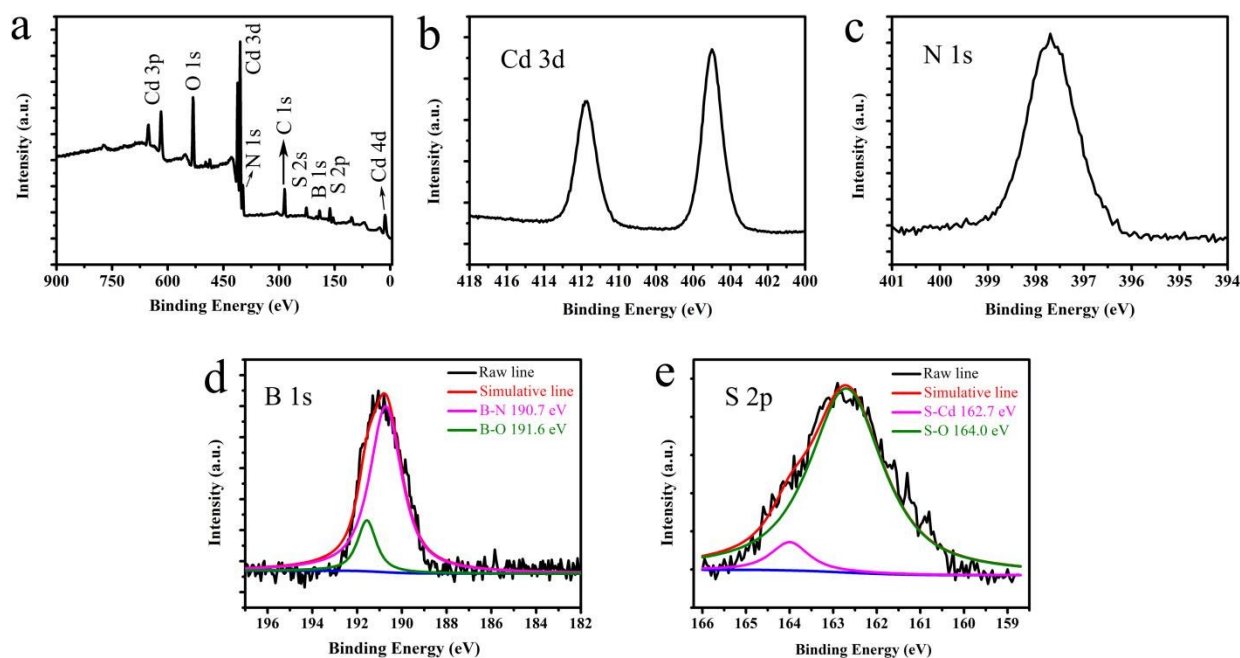 a
Cd 3p
O 1s
Cd 3d
N 1s
C 1s
S 2s
B 1s
S 2p
Cd 4d
Intensity (a.u.)
900 750 600 450 300 150 0
Binding Energy (eV)
b
Cd 3d
Intensity (a.u.)
418 416 414 412 410 408 406 404 402 400
Binding Energy (eV)
c
N 1s
Intensity (a.u.)
401 400 399 398 397 396 395 394
Binding Energy (eV)
d
B 1s
Raw line
Simulative line
B-N 190.7 eV
B-O 191.6 eV
Intensity (a.u.)
196 194 192 190 188 186 184 182
Binding Energy (eV)
e
S 2p
Raw line
Simulative line
S-Cd 162.7 eV
S-O 164.0 eV
Intensity (a.u.)
166 165 164 163 162 161 160 159
Binding Energy (eV)